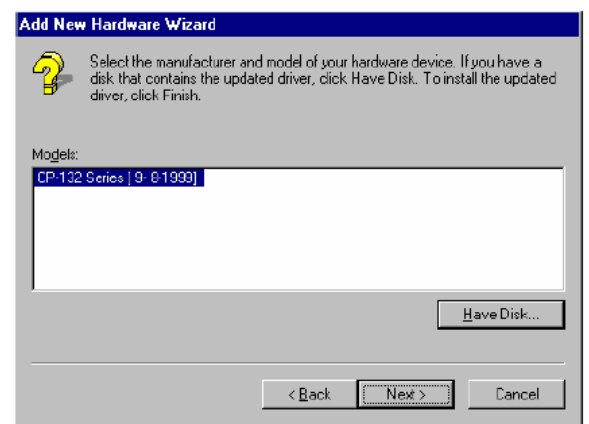 Add New Hardware Wizard
Select the manufacturer and model of your hardware device. If you have a
disk that contains the updated driver, click Have Disk. To install the updated
driver, click Finish.
Models:
CP-132 Series [ 9- 8-1999]
Have Disk...
< Back
Next >
Cancel